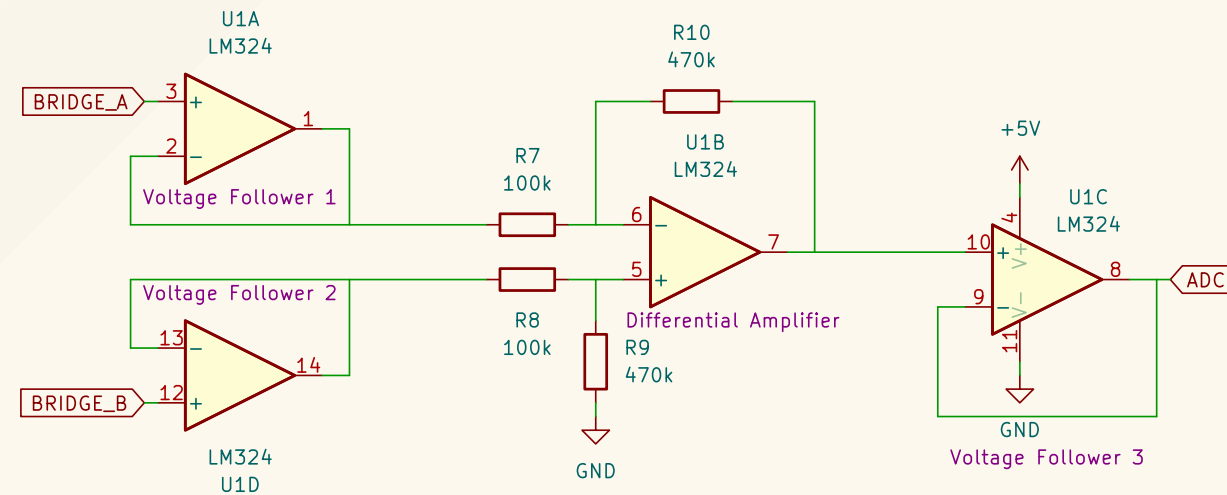 U1A
LM324
BRIDGE_A
3
+
2
-
1
Voltage Follower 1
R10
470k
R7
100k
U1B
LM324
6
-
5
+
7
Differential Amplifier
+5V
U1C
LM324
4
V+
10
+
9
-
V-
11
8
ADC
GND
Voltage Follower 3
Voltage Follower 2
13
-
12
+
14
BRIDGE_B
LM324
U1D
R8
100k
R9
470k
GND